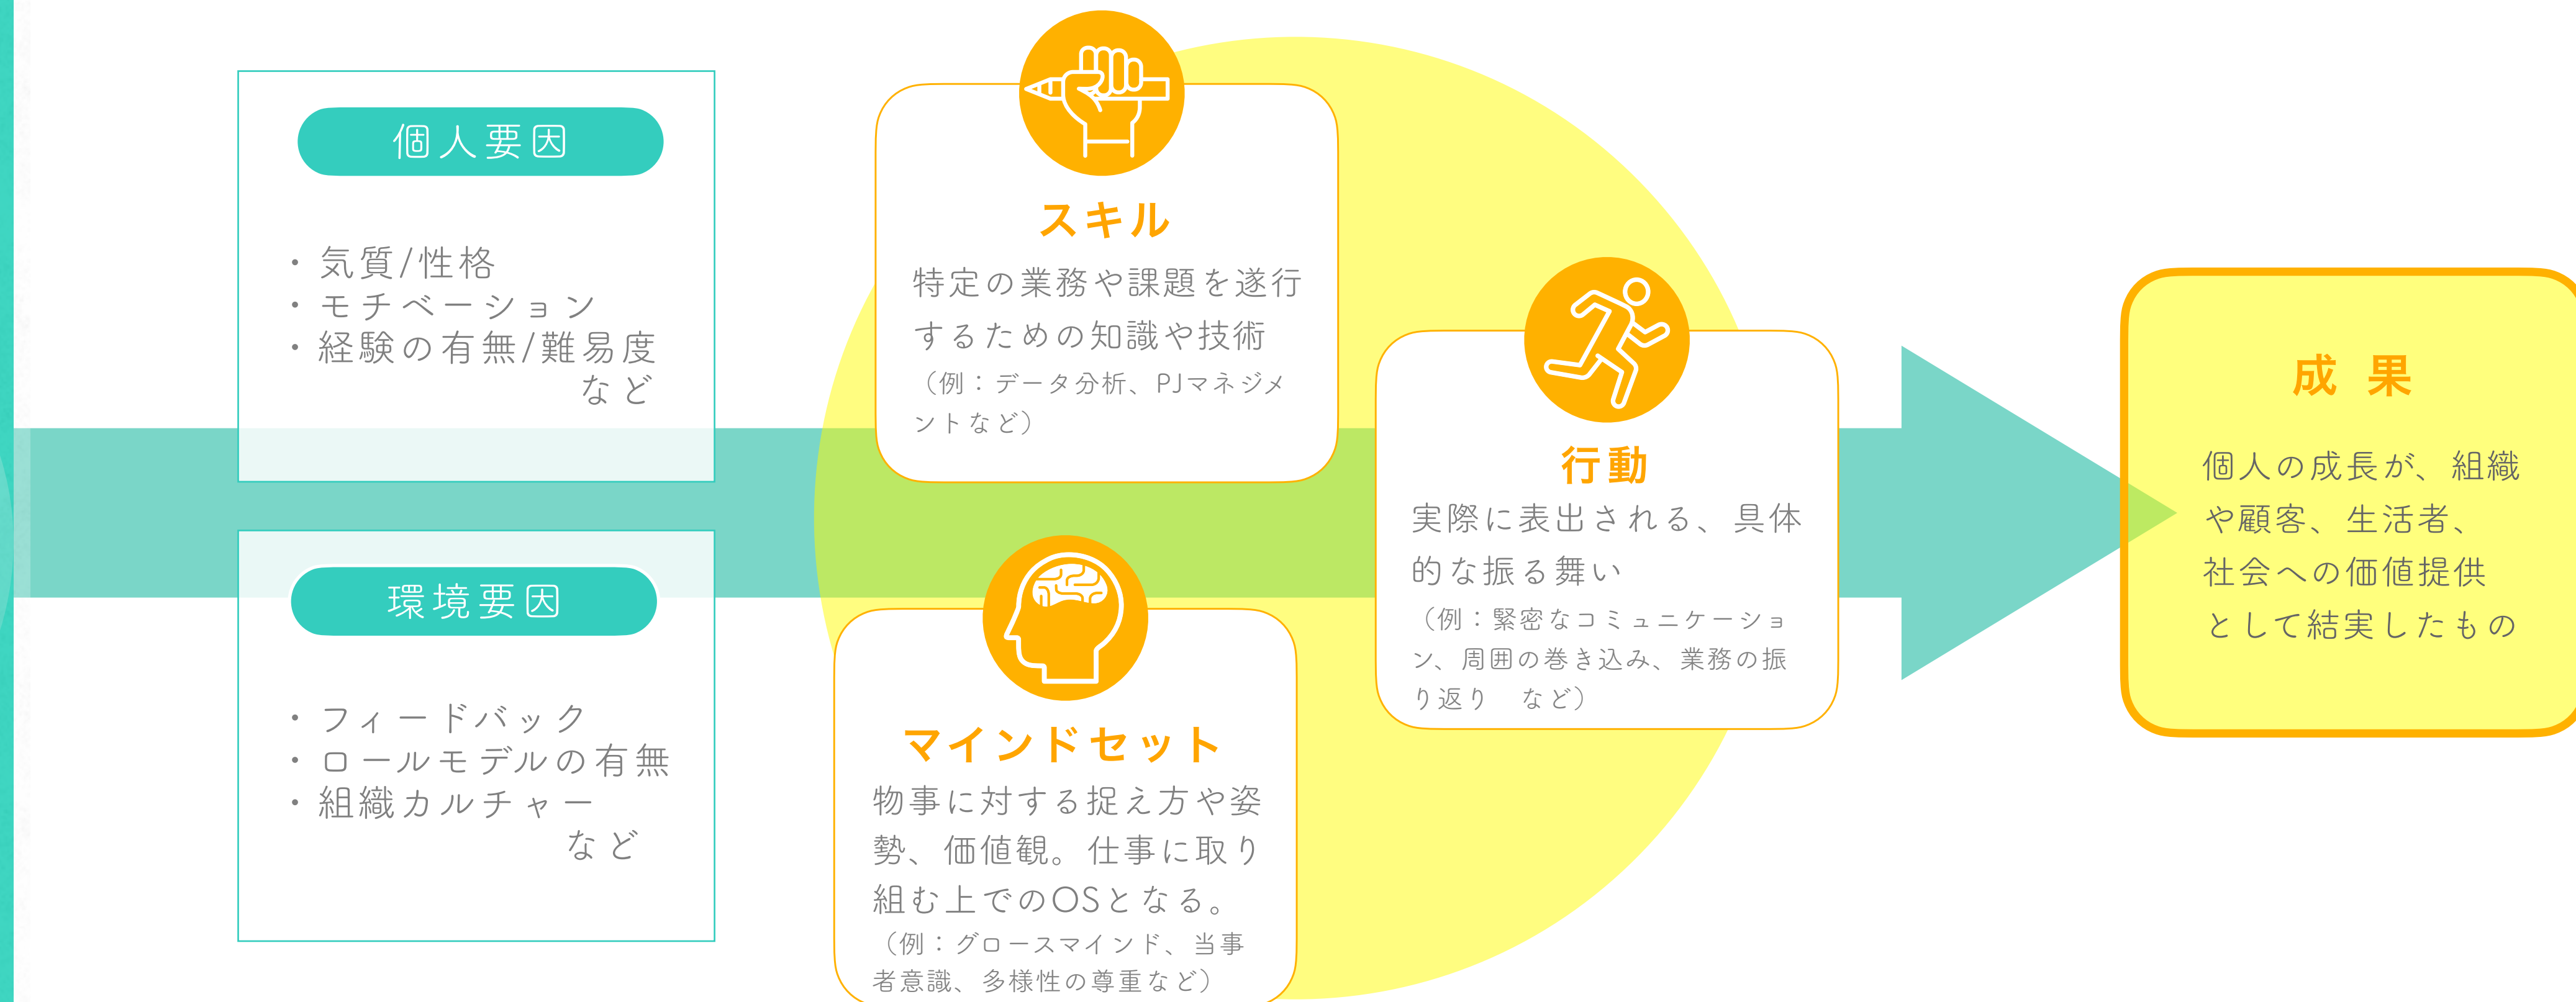 個人要因
・気質/性格
・モチベーション
・経験の有無/難易度
など
環境要因
・フィードバック
・ロールモデルの有無
・組織カルチャー
など
スキル
特定の業務や課題を遂行
するための知識や技術
（例：データ分析、PJマネジメ
ントなど）
マインドセット
物事に対する捉え方や姿
勢、価値観。仕事に取り
組む上でのOSとなる。
（例：グロースマインド、当事
者意識、多様性の尊重など）
行動
実際に表出される、具体
的な振る舞い
（例：緊密なコミュニケーショ
ン、周囲の巻き込み、業務の振
り返り　など）
成 果
個人の成長が、組織
や顧客、生活者、
社会への価値提供
として結実したもの